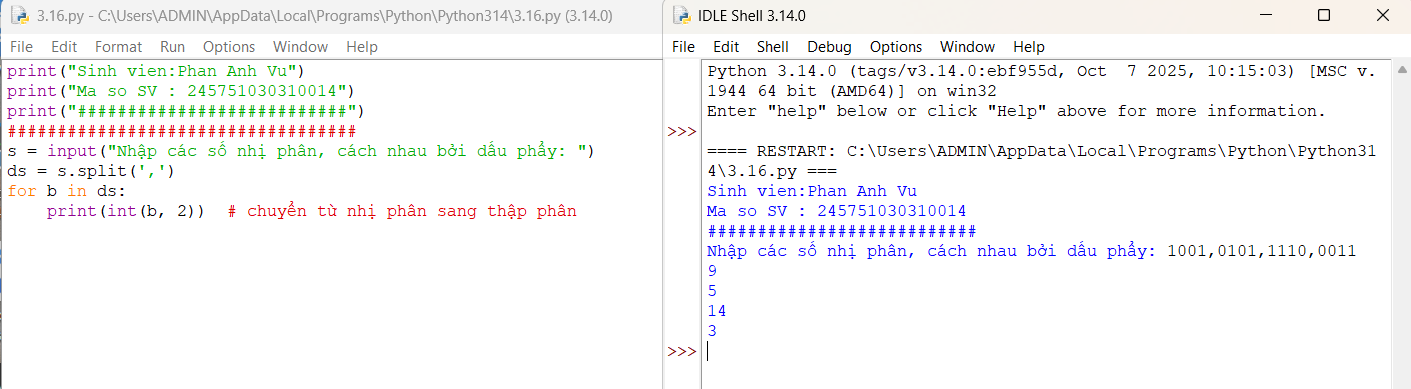 3.16.py - C:\Users\ADMIN\AppData\Local\Programs\Python\Python314\3.16.py (3.14.0)
File Edit Format Run Options Window Help
print("Sinh vien:Phan Anh Vu")
print("Ma so SV : 245751030310014")
print("###########################")
###################################
s = input("Nhập các số nhị phân, cách nhau bởi dấu phẩy: ")
ds = s.split(',')
for b in ds:
    print(int(b, 2))  # chuyển từ nhị phân sang thập phân
IDLE Shell 3.14.0
File Edit Shell Debug Options Window Help
Python 3.14.0 (tags/v3.14.0:ebf955d, Oct  7 2025, 10:15:03) [MSC v.
1944 64 bit (AMD64)] on win32
Enter "help" below or click "Help" above for more information.
>>>
==== RESTART: C:\Users\ADMIN\AppData\Local\Programs\Python\Python31
4\3.16.py ===
Sinh vien:Phan Anh Vu
Ma so SV : 245751030310014
###########################
Nhập các số nhị phân, cách nhau bởi dấu phẩy: 1001,0101,1110,0011
9
5
14
3
>>>